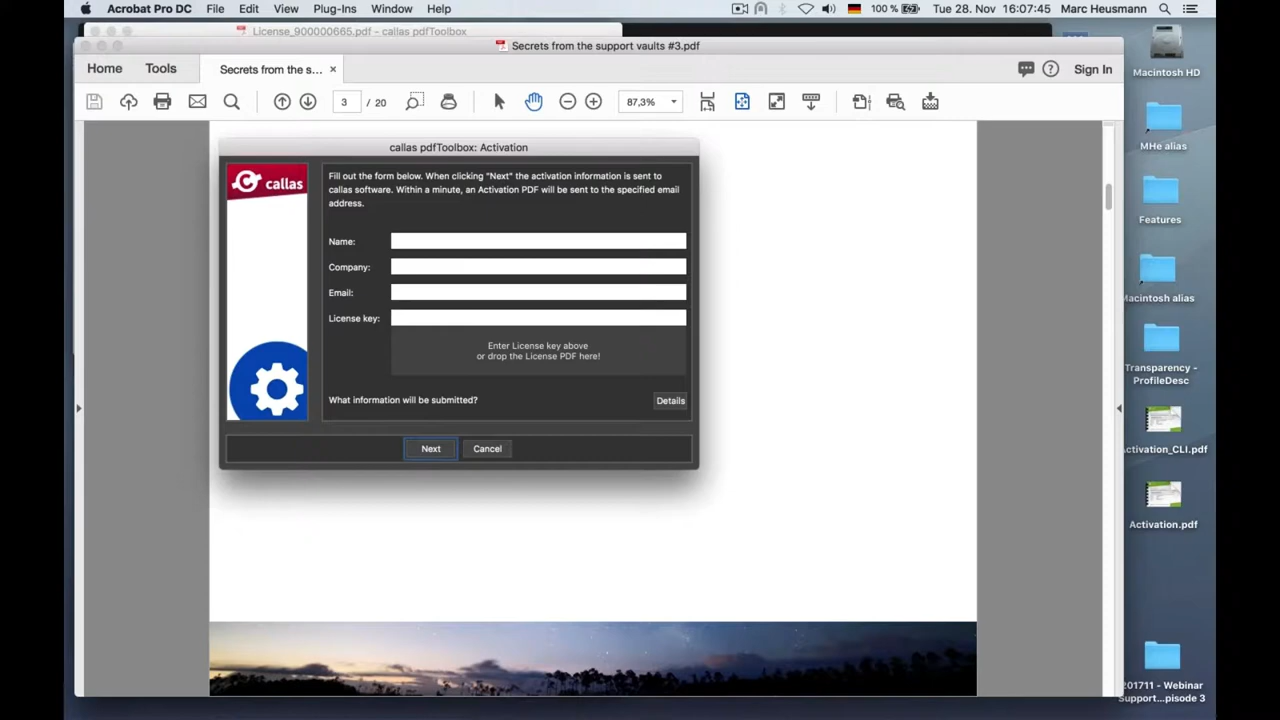 Acrobat Pro DC File Edit View Plug-Ins Window Help 100 % Tue 28. Nov 16:07:45 Marc Heusmann
License_900000665.pdf - callas pdfToolbox
Secrets from the support vaults #3.pdf
Home Tools Secrets from the s... × Sign In
3 / 20 87,3%
callas pdfToolbox: Activation
callas
Fill out the form below. When clicking "Next" the activation information is sent to
callas software. Within a minute, an Activation PDF will be sent to the specified email
address.
Name:
Company:
Email:
License key:
Enter License key above
or drop the License PDF here!
What information will be submitted? Details
Next Cancel
Macintosh HD
MHe alias
Features
Macintosh alias
Transparency -
ProfileDesc
Activation_CLI.pdf
Activation.pdf
201711 - Webinar
Support...pisode 3